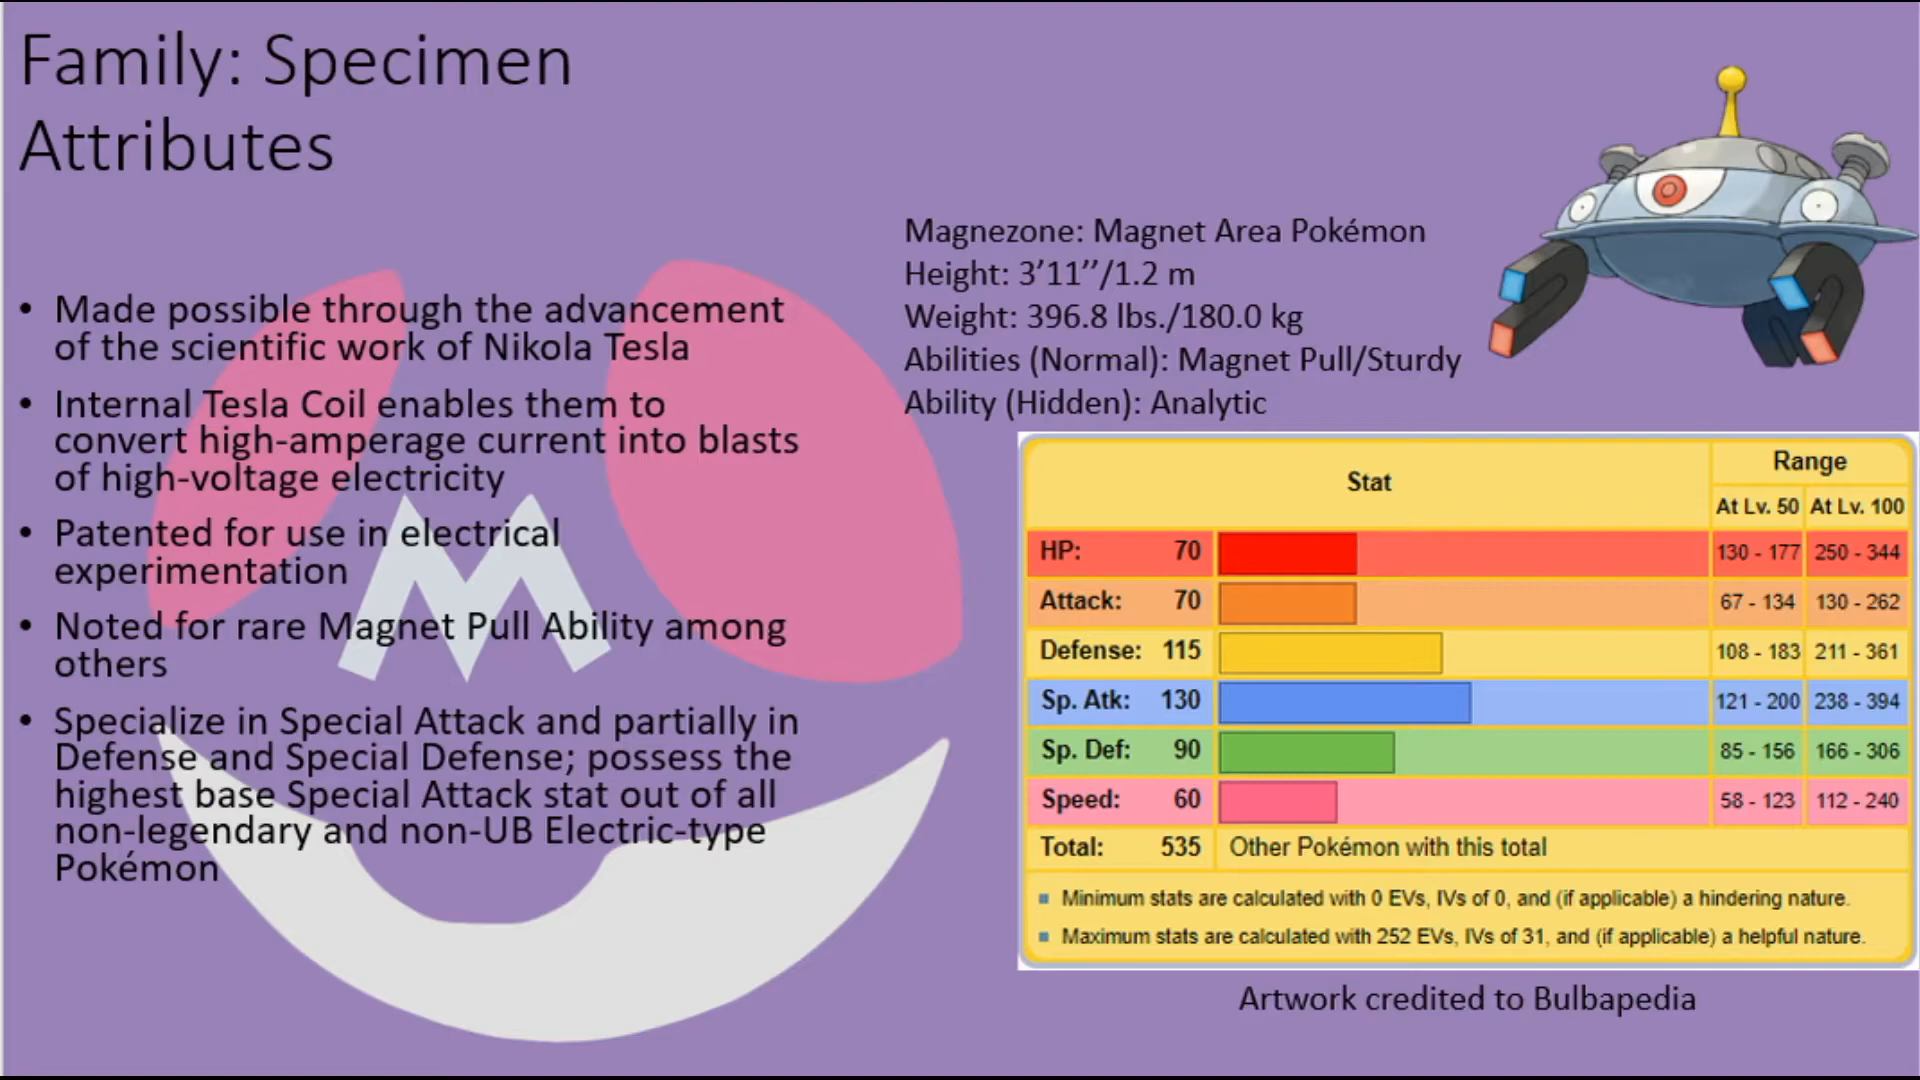 Family: Specimen
Attributes
• Made possible through the advancement
of the scientific work of Nikola Tesla
• Internal Tesla Coil enables them to
convert high-amperage current into blasts
of high-voltage electricity
• Patented for use in electrical
experimentation
• Noted for rare Magnet Pull Ability among
others
• Specialize in Special Attack and partially in
Defense and Special Defense; possess the
highest base Special Attack stat out of all
non-legendary and non-UB Electric-type
Pokémon
M
Magnezone: Magnet Area Pokémon
Height: 3’11’’/1.2 m
Weight: 396.8 lbs./180.0 kg
Abilities (Normal): Magnet Pull/Sturdy
Ability (Hidden): Analytic
Stat Range
At Lv. 50 At Lv. 100
HP: 70 130 - 177 250 - 344
Attack: 70 67 - 134 130 - 262
Defense: 115 108 - 183 211 - 361
Sp. Atk: 130 121 - 200 238 - 394
Sp. Def: 90 85 - 156 166 - 306
Speed: 60 58 - 123 112 - 240
Total: 535 Other Pokémon with this total
Minimum stats are calculated with 0 EVs, IVs of 0, and (if applicable) a hindering nature.
Maximum stats are calculated with 252 EVs, IVs of 31, and (if applicable) a helpful nature.
Artwork credited to Bulbapedia